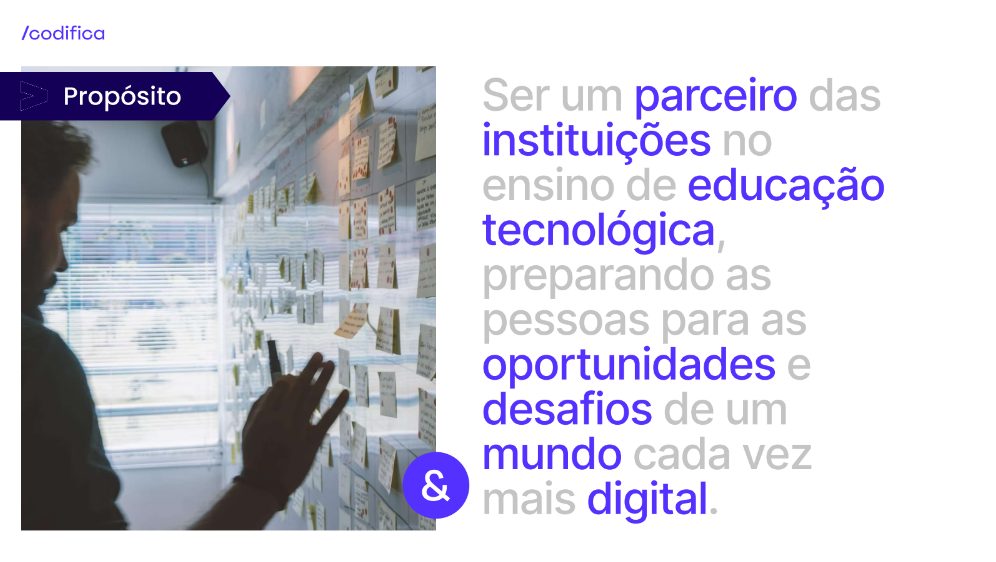 /codifica
Propósito
Ser um parceiro das
instituições no
ensino de educação
tecnológica,
preparando as
pessoas para as
oportunidades e
desafios de um
mundo cada vez
mais digital.
&